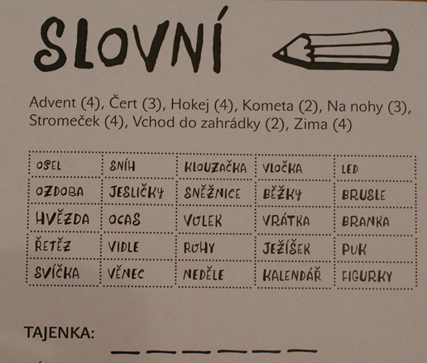 SLOVNÍ
Advent (4), Čert (3), Hokej (4), Kometa (2), Na nohy (3),
Stromeček (4), Vchod do zahrádky (2), Zima (4)
OSEL SNÍH KLOUZAČKA VLOČKA LED
OZDOBA JESLIČKY SNĚŽNICE BĚŽKY BRUSLE
HVĚZDA OCAS VOLEK VRÁTKA BRANKA
ŘETĚZ VIDLE ROHY JEŽÍŠEK PUK
SVÍČKA VĚNEC NEDĚLE KALENDÁŘ FIGURKY
TAJENKA: